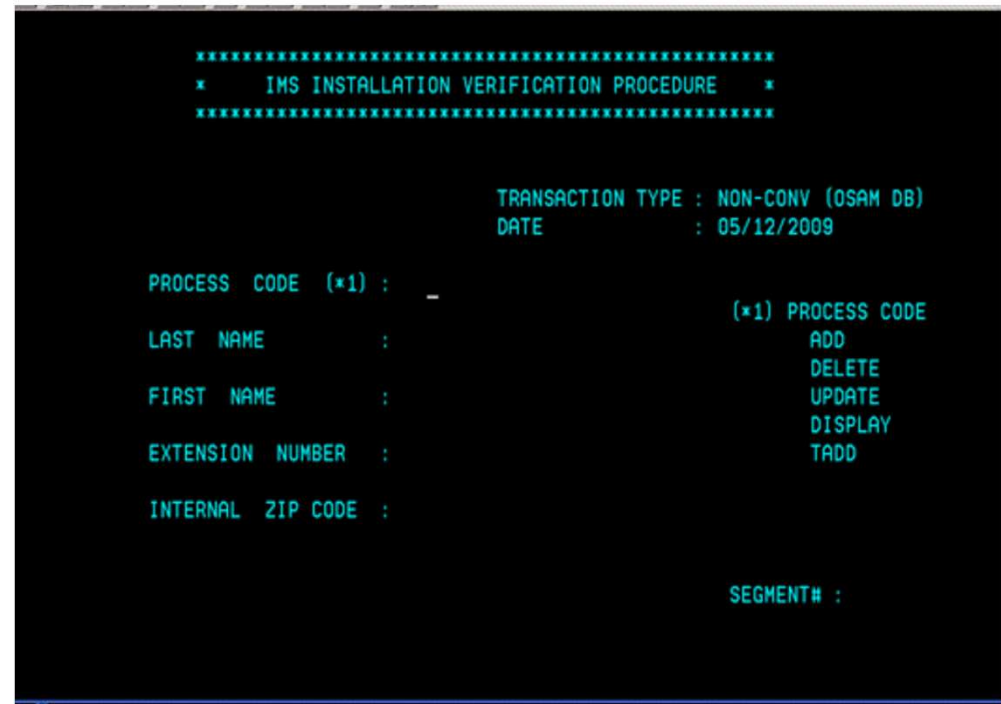 **************************************************
* IMS INSTALLATION VERIFICATION PROCEDURE *
**************************************************
TRANSACTION TYPE : NON-CONV (OSAM DB)
DATE : 05/12/2009
PROCESS CODE (*1) : _
(*1) PROCESS CODE
LAST NAME :
ADD
DELETE
FIRST NAME :
UPDATE
DISPLAY
EXTENSION NUMBER :
TADD
INTERNAL ZIP CODE :
SEGMENT# :